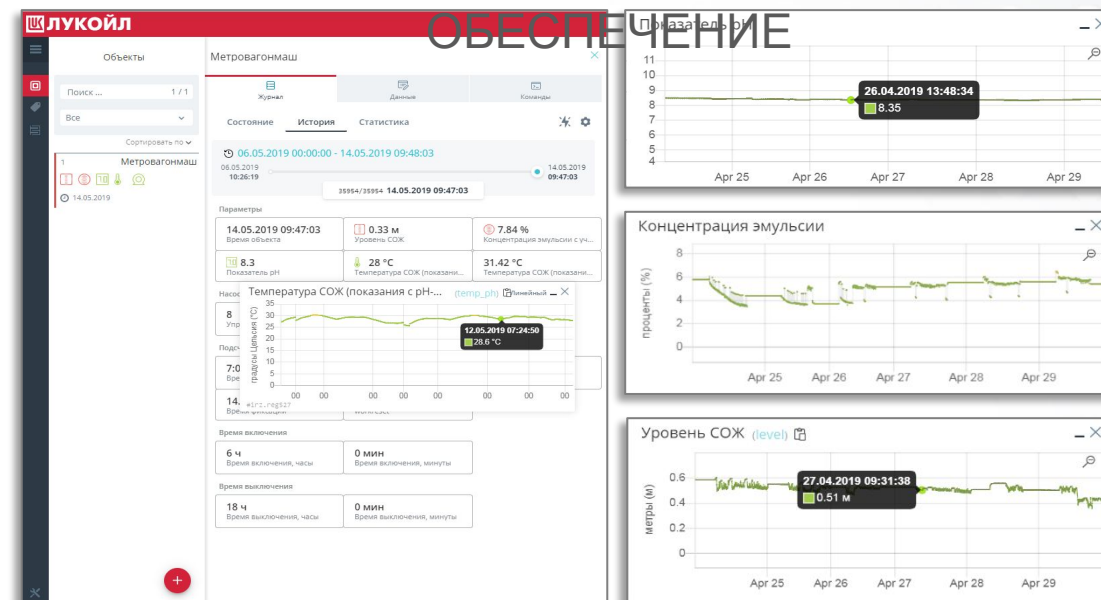 ЛУКОЙЛ
ОБЕСПЕЧЕНИЕ
Объекты
Поиск ... 1 / 1
Все
Сортировать по
1 Метровагонмаш
14.05.2019
Метровагонмаш
Журнал Данные Команды
Состояние История Статистика
06.05.2019 00:00:00 - 14.05.2019 09:48:03
06.05.2019 14.05.2019
10:26:19 09:47:03
35954/35954 14.05.2019 09:47:03
Параметры
14.05.2019 09:47:03 0.33 м 7.84 %
Время объекта Уровень СОЖ Концентрация эмульсии с уч...
8.3 28 °C 31.42 °C
Показатель pH Температура СОЖ (показани... Температура СОЖ (показани...
Температура СОЖ (показания с pH-... (temp_ph) Линейный
градусы Цельсия (°C)
35
30
25
20
15
10
5
0
12.05.2019 07:24:50
28.6 °C
00 00 00 00 00 00 00 00
8
7:0
14.
Время включения
6 ч 0 мин
Время включения, часы Время включения, минуты
Время выключения
18 ч 0 мин
Время выключения, часы Время выключения, минуты
Показатель pH
11
10
9
8
7
6
5
4
26.04.2019 13:48:34
8.35
Apr 25 Apr 26 Apr 27 Apr 28 Apr 29
Концентрация эмульсии
проценты (%)
8
6
4
2
0
Apr 25 Apr 26 Apr 27 Apr 28 Apr 29
Уровень СОЖ (level)
метры (м)
0.6
0.4
0.2
0
27.04.2019 09:31:38
0.51 м
Apr 25 Apr 26 Apr 27 Apr 28 Apr 29